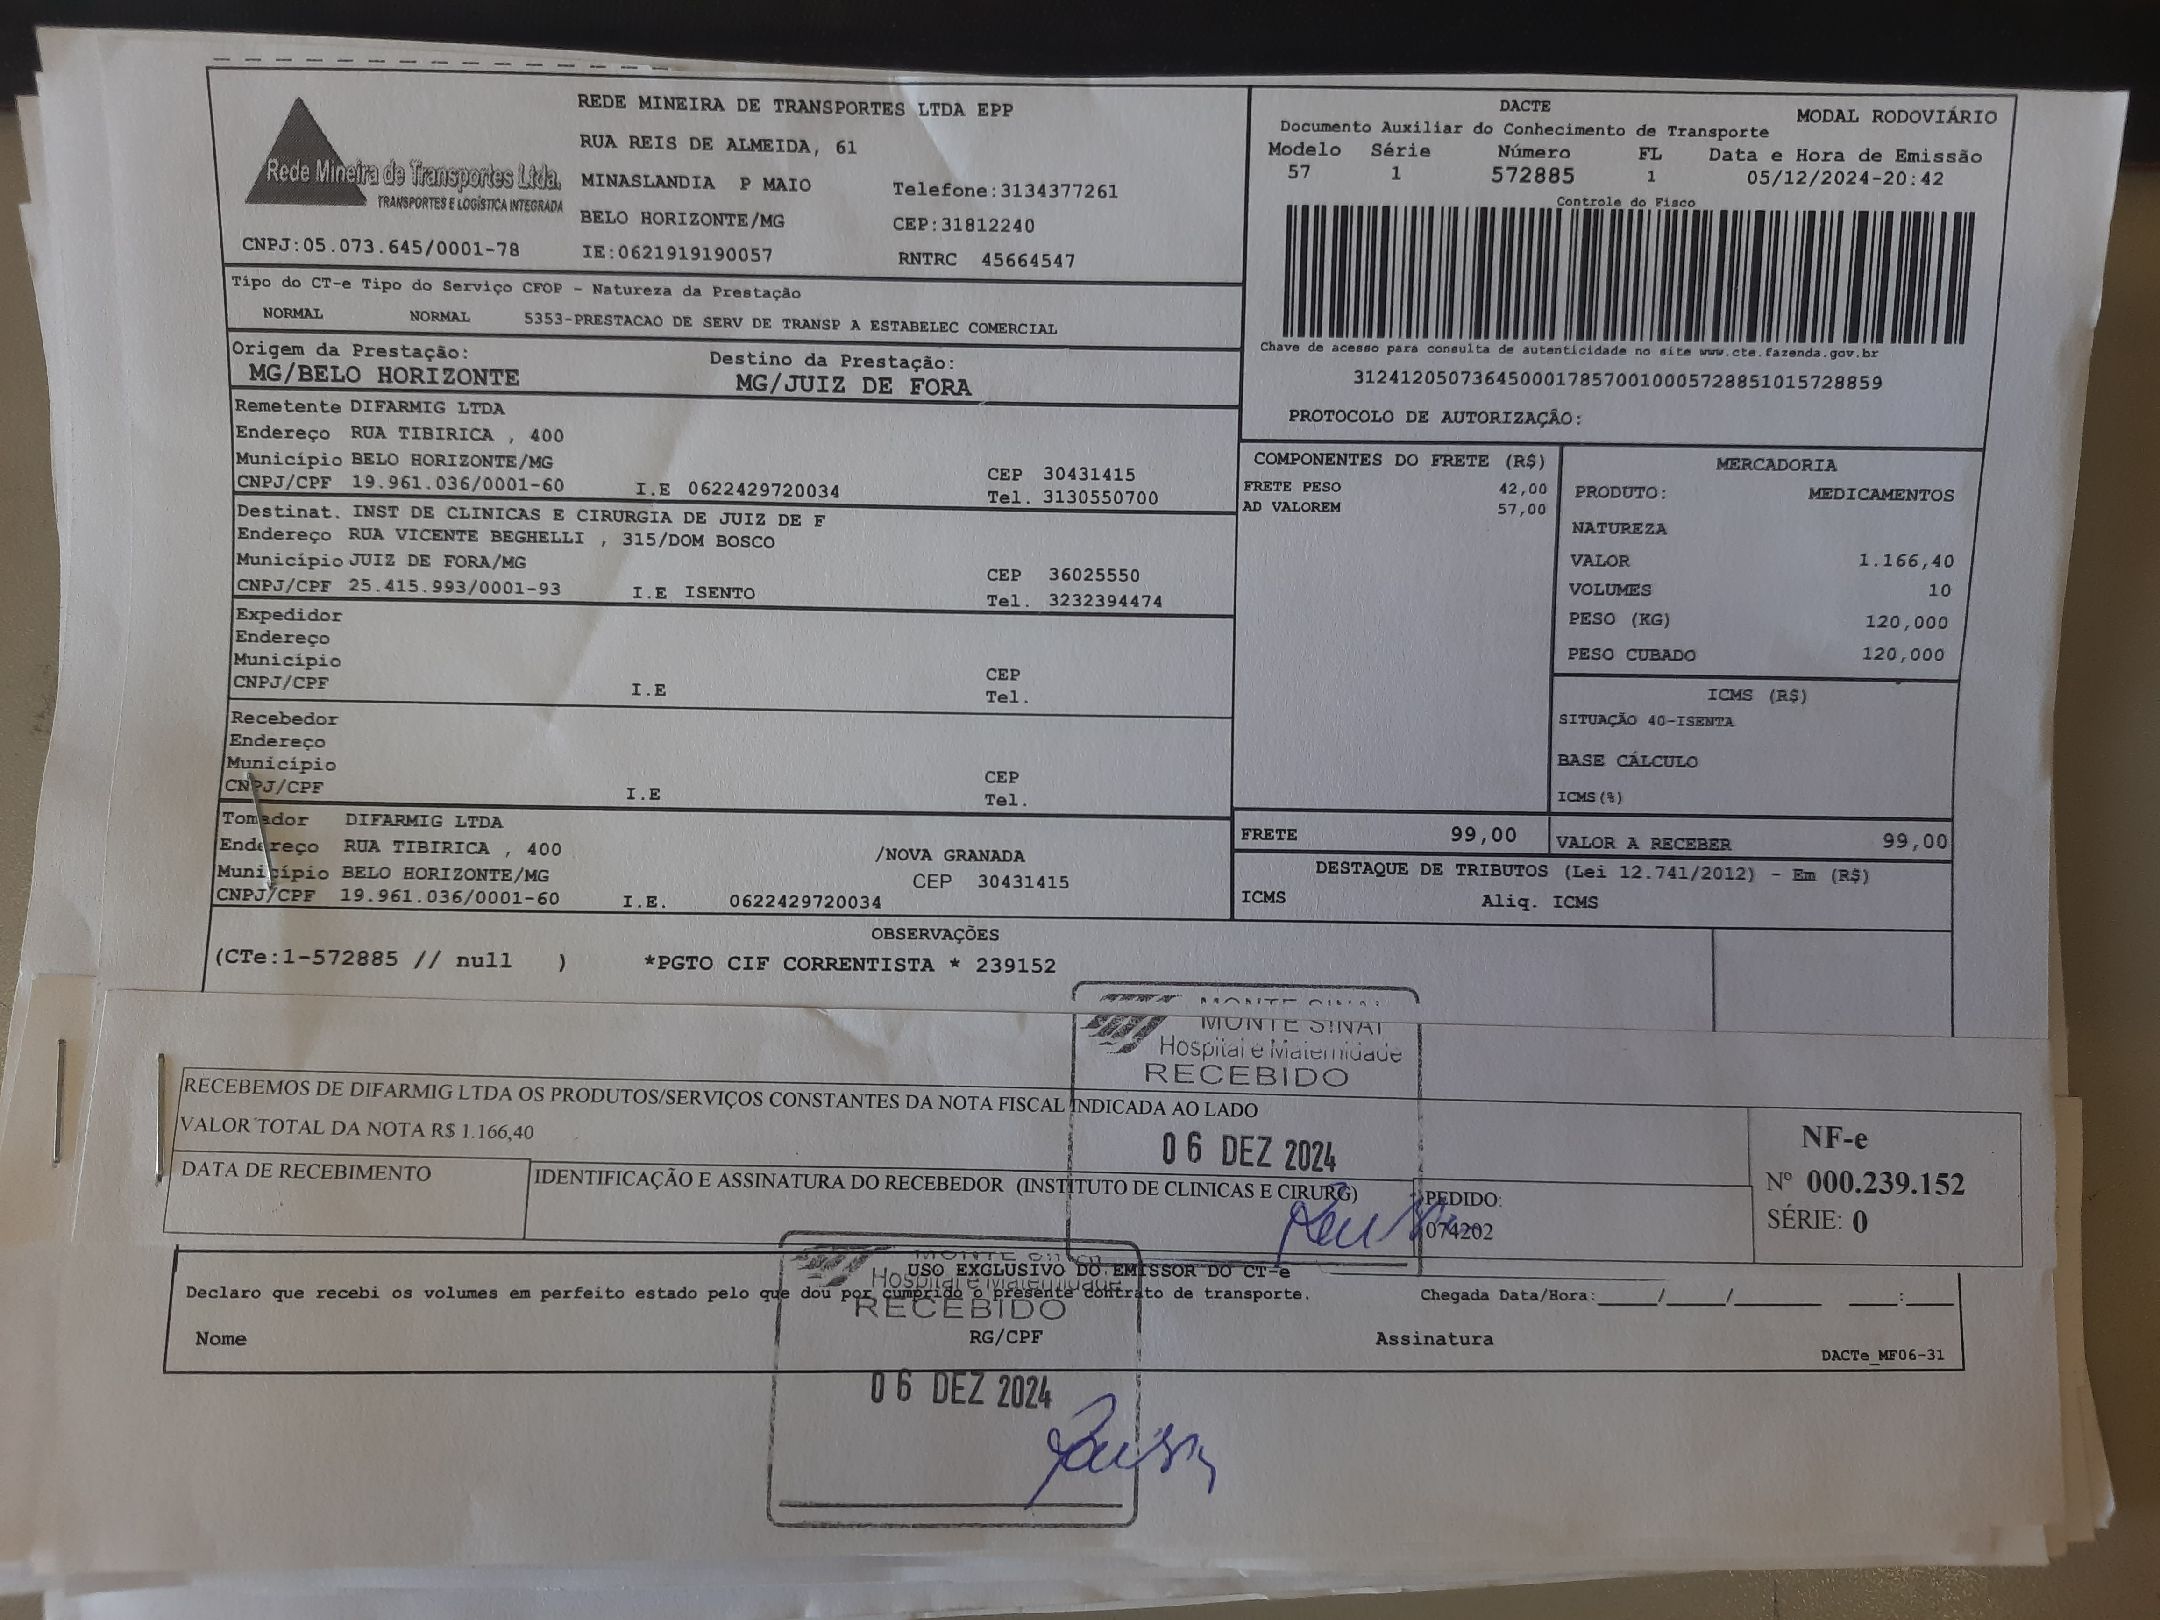 REDE MINEIRA DE TRANSPORTES LTDA EPP
RUA REIS DE ALMEIDA, 61
Rede Mineira de Transportes Ltda.
TRANSPORTES E LOGÍSTICA INTEGRADA
MINASLANDIA P MAIO Telefone:3134377261
BELO HORIZONTE/MG CEP:31812240
CNPJ:05.073.645/0001-78 IE:0621919190057 RNTRC 45664547
DACTE MODAL RODOVIÁRIO
Documento Auxiliar do Conhecimento de Transporte
Modelo Série Número FL Data e Hora de Emissão
57 1 572885 1 05/12/2024-20:42
Controle do Fisco
Chave de acesso para consulta de autenticidade no site www.cte.fazenda.gov.br
31241205073645000178570010005728851015728859
PROTOCOLO DE AUTORIZAÇÃO:
Tipo do CT-e Tipo do Serviço CFOP - Natureza da Prestação
NORMAL NORMAL 5353-PRESTACAO DE SERV DE TRANSP A ESTABELEC COMERCIAL
Origem da Prestação: Destino da Prestação:
MG/BELO HORIZONTE MG/JUIZ DE FORA
Remetente DIFARMIG LTDA
Endereço RUA TIBIRICA , 400
Município BELO HORIZONTE/MG CEP 30431415
CNPJ/CPF 19.961.036/0001-60 I.E 0622429720034 Tel. 3130550700
Destinat. INST DE CLINICAS E CIRURGIA DE JUIZ DE F
Endereço RUA VICENTE BEGHELLI , 315/DOM BOSCO
Município JUIZ DE FORA/MG CEP 36025550
CNPJ/CPF 25.415.993/0001-93 I.E ISENTO Tel. 3232394474
Expedidor
Endereço
Município CEP
CNPJ/CPF I.E Tel.
Recebedor
Endereço
Município CEP
CNPJ/CPF I.E Tel.
Tomador DIFARMIG LTDA
Endereço RUA TIBIRICA , 400 /NOVA GRANADA
Município BELO HORIZONTE/MG CEP 30431415
CNPJ/CPF 19.961.036/0001-60 I.E. 0622429720034
COMPONENTES DO FRETE (R$)
FRETE PESO 42,00
AD VALOREM 57,00
MERCADORIA
PRODUTO: MEDICAMENTOS
NATUREZA
VALOR 1.166,40
VOLUMES 10
PESO (KG) 120,000
PESO CUBADO 120,000
ICMS (R$)
SITUAÇÃO 40-ISENTA
BASE CÁLCULO
ICMS(%)
FRETE 99,00 VALOR A RECEBER 99,00
DESTAQUE DE TRIBUTOS (Lei 12.741/2012) - Em (R$)
ICMS Aliq. ICMS
OBSERVAÇÕES
(CTe:1-572885 // null ) *PGTO CIF CORRENTISTA * 239152
MONTE SINAI
MONTE SINAI
Hospital e Maternidade
RECEBIDO
06 DEZ 2024
RECEBEMOS DE DIFARMIG LTDA OS PRODUTOS/SERVIÇOS CONSTANTES DA NOTA FISCAL INDICADA AO LADO
VALOR TOTAL DA NOTA R$ 1.166,40
DATA DE RECEBIMENTO IDENTIFICAÇÃO E ASSINATURA DO RECEBEDOR (INSTITUTO DE CLINICAS E CIRURG) PEDIDO:
074202
NF-e
Nº 000.239.152
SÉRIE: 0
MONTE SINAI
Hospital e Maternidade
RECEBIDO
06 DEZ 2024
USO EXCLUSIVO DO EMISSOR DO CT-e
Declaro que recebi os volumes em perfeito estado pelo que dou por cumprido o presente contrato de transporte. Chegada Data/Hora:____/____/______ ___:___
Nome RG/CPF Assinatura
DACTe_MF06-31